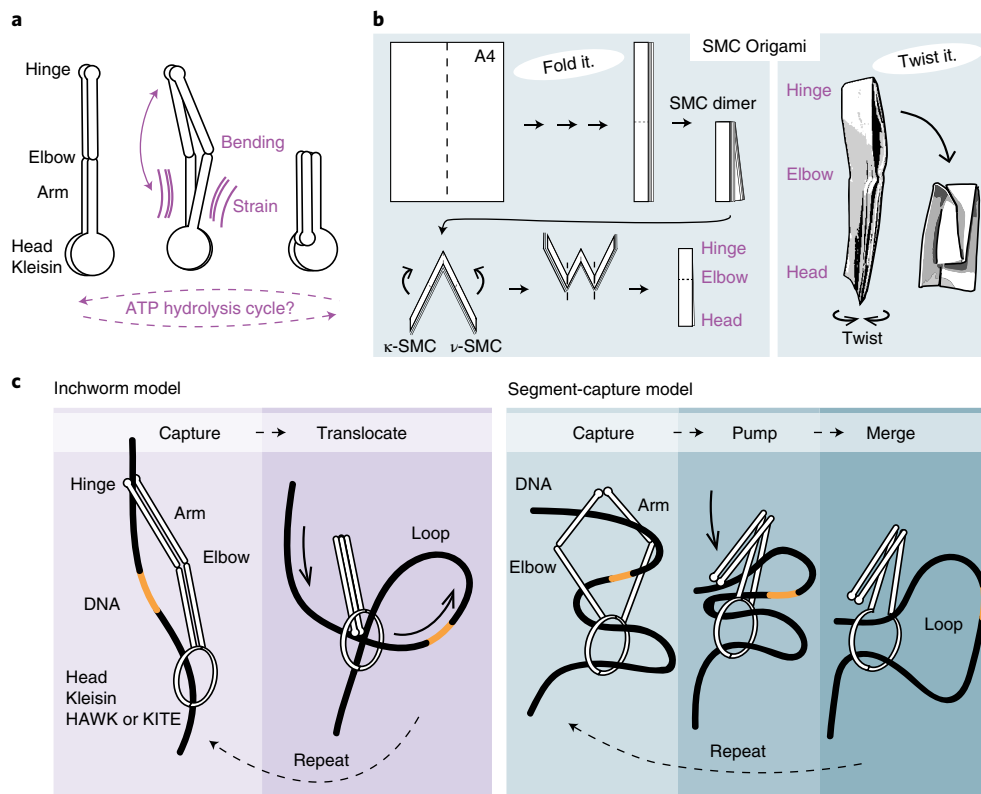 a
Hinge
Elbow
Bending
Arm
Strain
Head
Kleisin
ATP hydrolysis cycle?
b
SMC Origami
A4
Fold it.
SMC dimer
κ-SMC
ν-SMC
Hinge
Elbow
Head
Twist it.
Hinge
Elbow
Head
Twist
c
Inchworm model
Capture
Translocate
Hinge
Arm
Elbow
DNA
Head
Kleisin
HAWK or KITE
Loop
Repeat
Segment-capture model
Capture
Pump
Merge
DNA
Arm
Elbow
Loop
Repeat